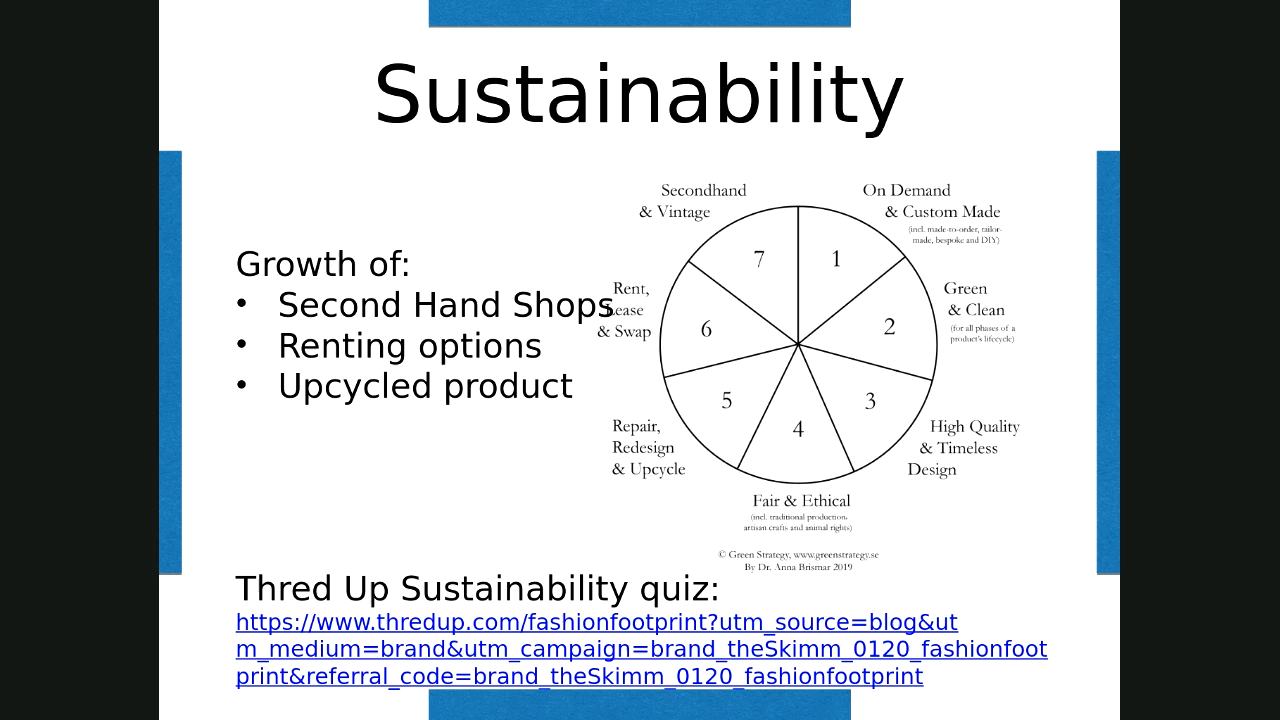 Sustainability
Growth of:
• Second Hand Shops
• Renting options
• Upcycled product
Secondhand
& Vintage
On Demand
& Custom Made
(incl. made-to-order, tailor-
made, bespoke and DIY)
7
1
Rent,
Lease
& Swap
6
Green
& Clean
(for all phases of a
product's lifecycle)
2
5
3
4
Repair,
Redesign
& Upcycle
High Quality
& Timeless
Design
Fair & Ethical
(incl. traditional production,
artisan crafts and animal rights)
© Green Strategy, www.greenstrategy.se
By Dr. Anna Brismar 2019
Thred Up Sustainability quiz:
https://www.thredup.com/fashionfootprint?utm_source=blog&ut
m_medium=brand&utm_campaign=brand_theSkimm_0120_fashionfoot
print&referral_code=brand_theSkimm_0120_fashionfootprint